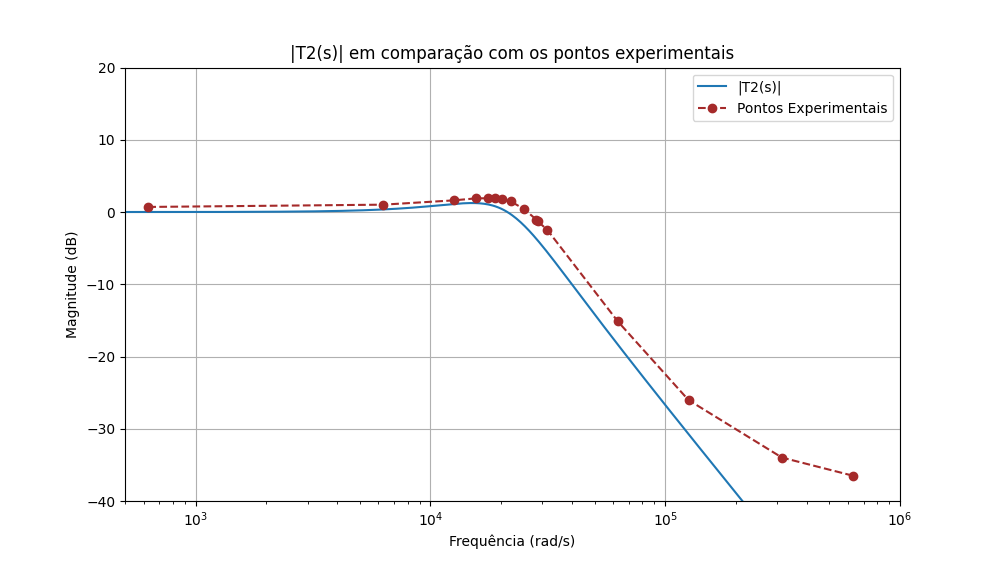 |T2(s)| em comparação com os pontos experimentais
|T2(s)|
Pontos Experimentais
Magnitude (dB)
20
10
0
−10
−20
−30
−40
10³
10⁴
10⁵
10⁶
Frequência (rad/s)